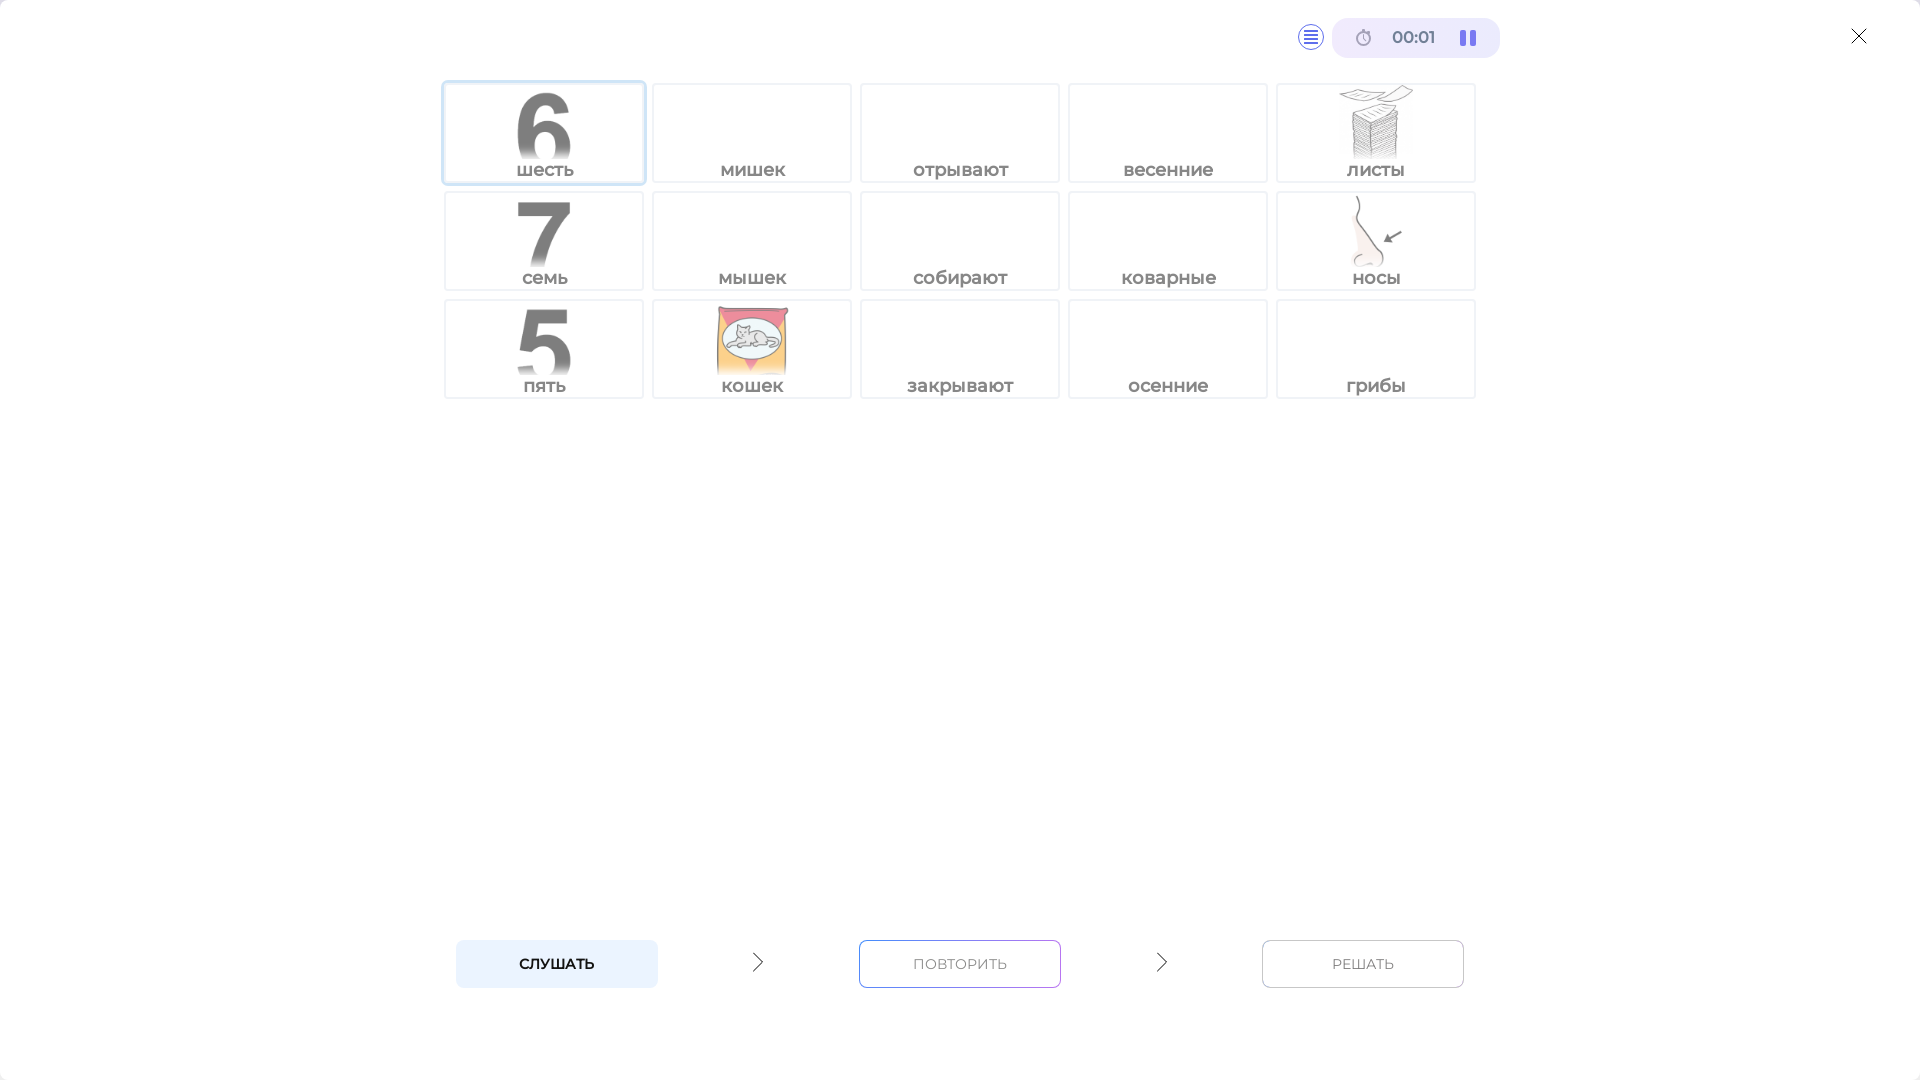 00:01
6
шесть
мишек
отрывают
весенние
листы
7
семь
мышек
собирают
коварные
носы
5
пять
кошек
закрывают
осенние
грибы
СЛУШАТЬ
ПОВТОРИТЬ
РЕШАТЬ